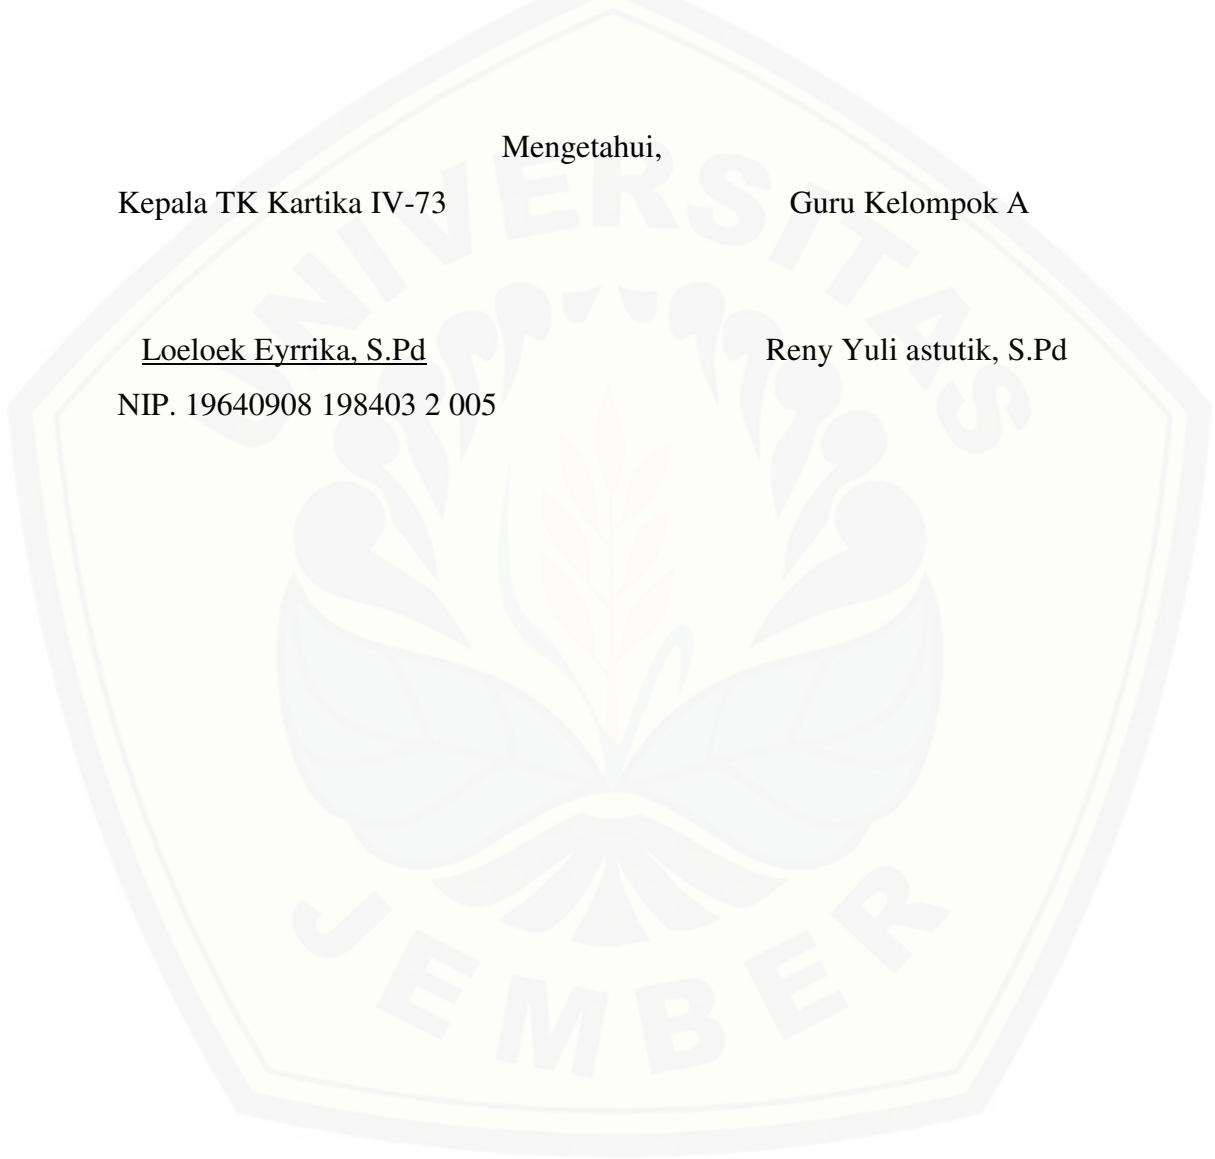 Mengetahui,
Kepala TK Kartika IV-73 Guru Kelompok A
Loeloek Eyrrika, S.Pd Reny Yuli astutik, S.Pd
NIP. 19640908 198403 2 005
UNIVERSITAS
JEMBER